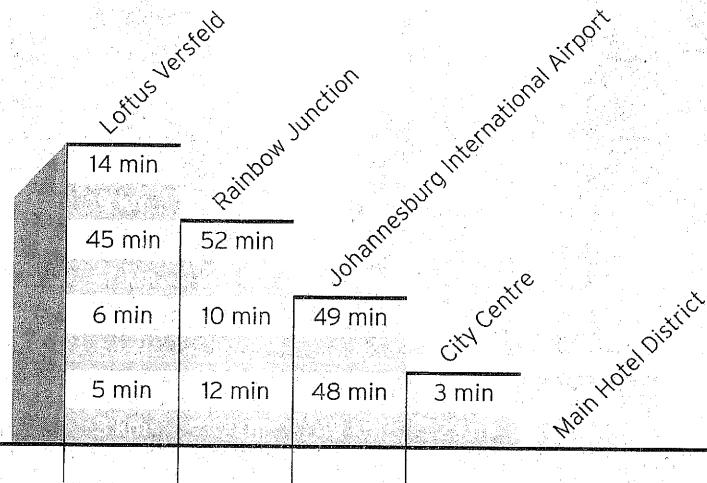 Loftus Versfeld
14 min
Rainbow Junction
45 min 52 min
Johannesburg International Airport
6 min 10 min 49 min
City Centre
5 min 12 min 48 min 3 min
Main Hotel District